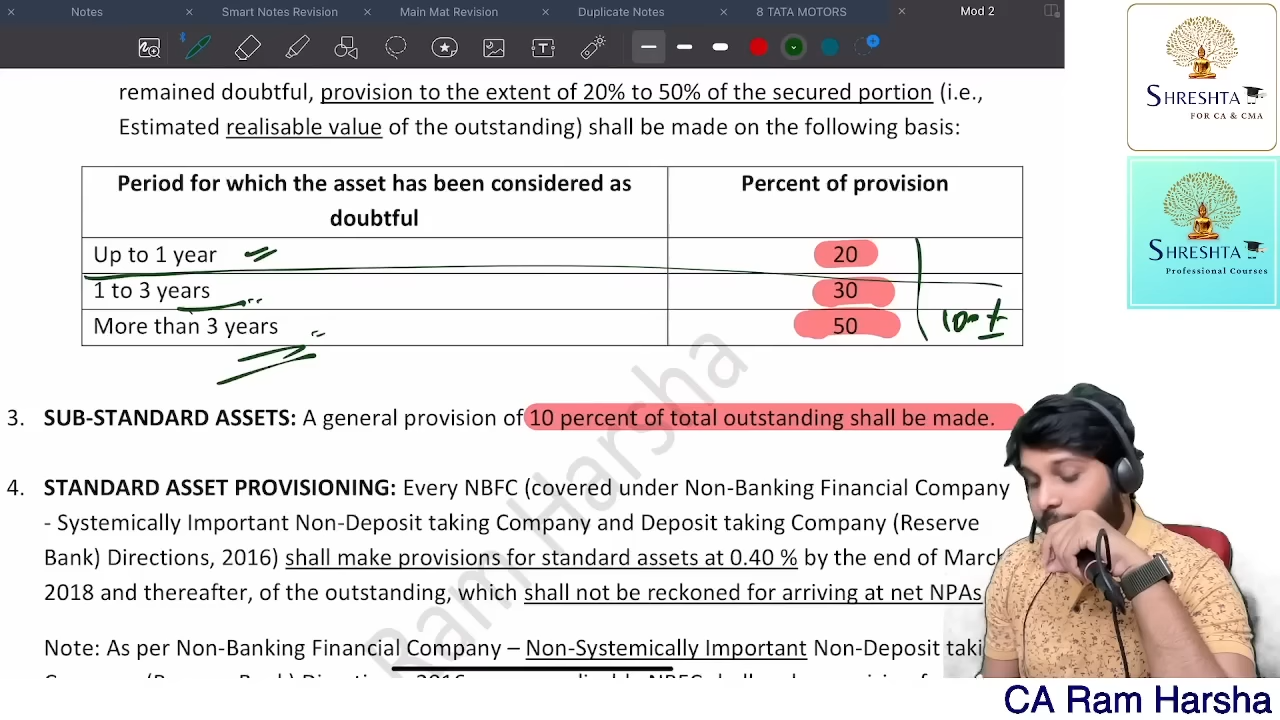 Notes
Smart Notes Revision
Main Mat Revision
Duplicate Notes
8 TATA MOTORS
Mod 2
remained doubtful, provision to the extent of 20% to 50% of the secured portion (i.e.,
Estimated realisable value of the outstanding) shall be made on the following basis:
Period for which the asset has been considered as doubtful Percent of provision
Up to 1 year 20
1 to 3 years 30
More than 3 years 50
3. SUB-STANDARD ASSETS: A general provision of 10 percent of total outstanding shall be made.
4. STANDARD ASSET PROVISIONING: Every NBFC (covered under Non-Banking Financial Company
- Systemically Important Non-Deposit taking Company and Deposit taking Company (Reserve
Bank) Directions, 2016) shall make provisions for standard assets at 0.40 % by the end of March
2018 and thereafter, of the outstanding, which shall not be reckoned for arriving at net NPAs
Note: As per Non-Banking Financial Company – Non-Systemically Important Non-Deposit taki
Ram Harsha
SHRESHTA
FOR CA & CMA
SHRESHTA
Professional Courses
CA Ram Harsha